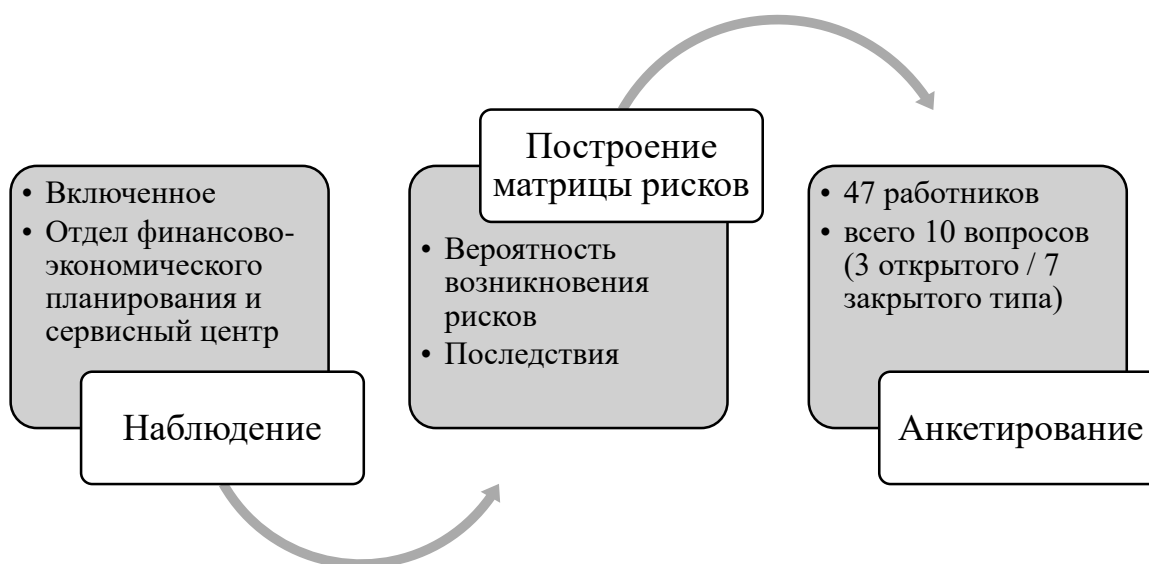 • Включенное
• Отдел финансово-
экономического
планирования и
сервисный центр
Наблюдение
Построение
матрицы рисков
• Вероятность
возникновения
рисков
• Последствия
• 47 работников
• всего 10 вопросов
(3 открытого / 7
закрытого типа)
Анкетирование